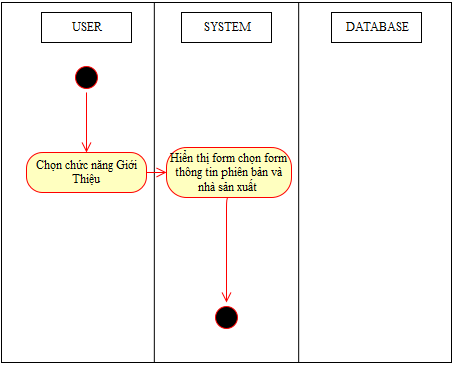 USER
SYSTEM
DATABASE
Chọn chức năng Giới
Thiệu
Hiển thị form chọn form
thông tin phiên bản và
nhà sản xuất